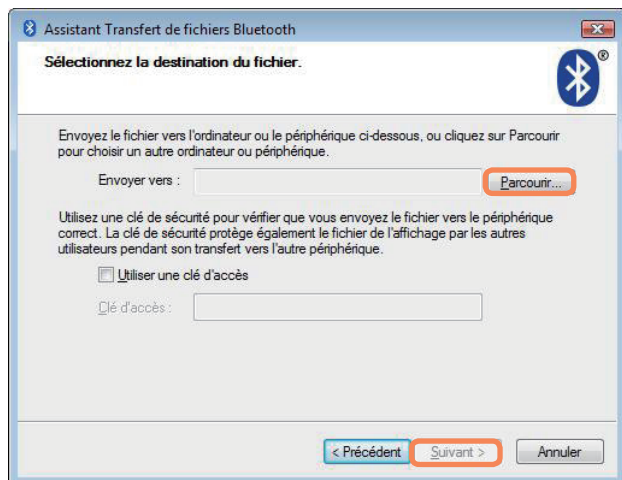 Assistant Transfert de fichiers Bluetooth
Sélectionnez la destination du fichier.
®
Envoyez le fichier vers l'ordinateur ou le périphérique ci-dessous, ou cliquez sur Parcourir
pour choisir un autre ordinateur ou périphérique.
Envoyer vers :
Parcourir...
Utilisez une clé de sécurité pour vérifier que vous envoyez le fichier vers le périphérique
correct. La clé de sécurité protège également le fichier de l'affichage par les autres
utilisateurs pendant son transfert vers l'autre périphérique.
Utiliser une clé d'accès
Clé d'accès :
< Précédent Suivant > Annuler